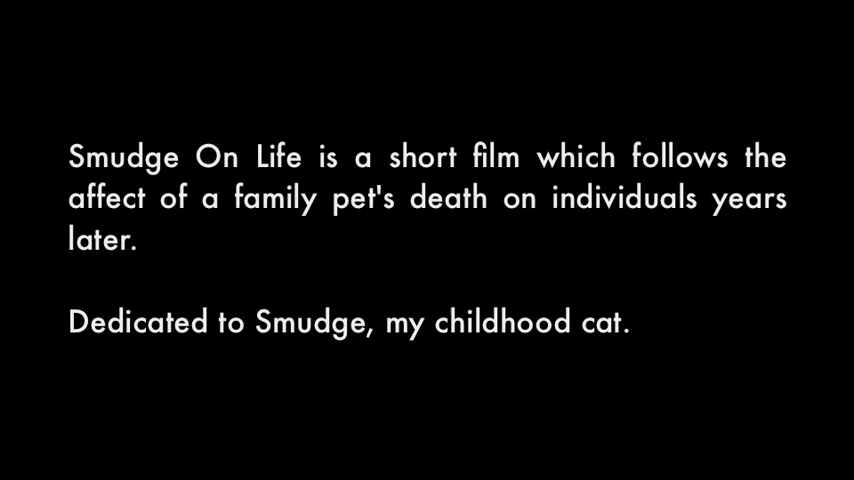 Smudge On Life is a short film which follows the
affect of a family pet's death on individuals years
later.
Dedicated to Smudge, my childhood cat.